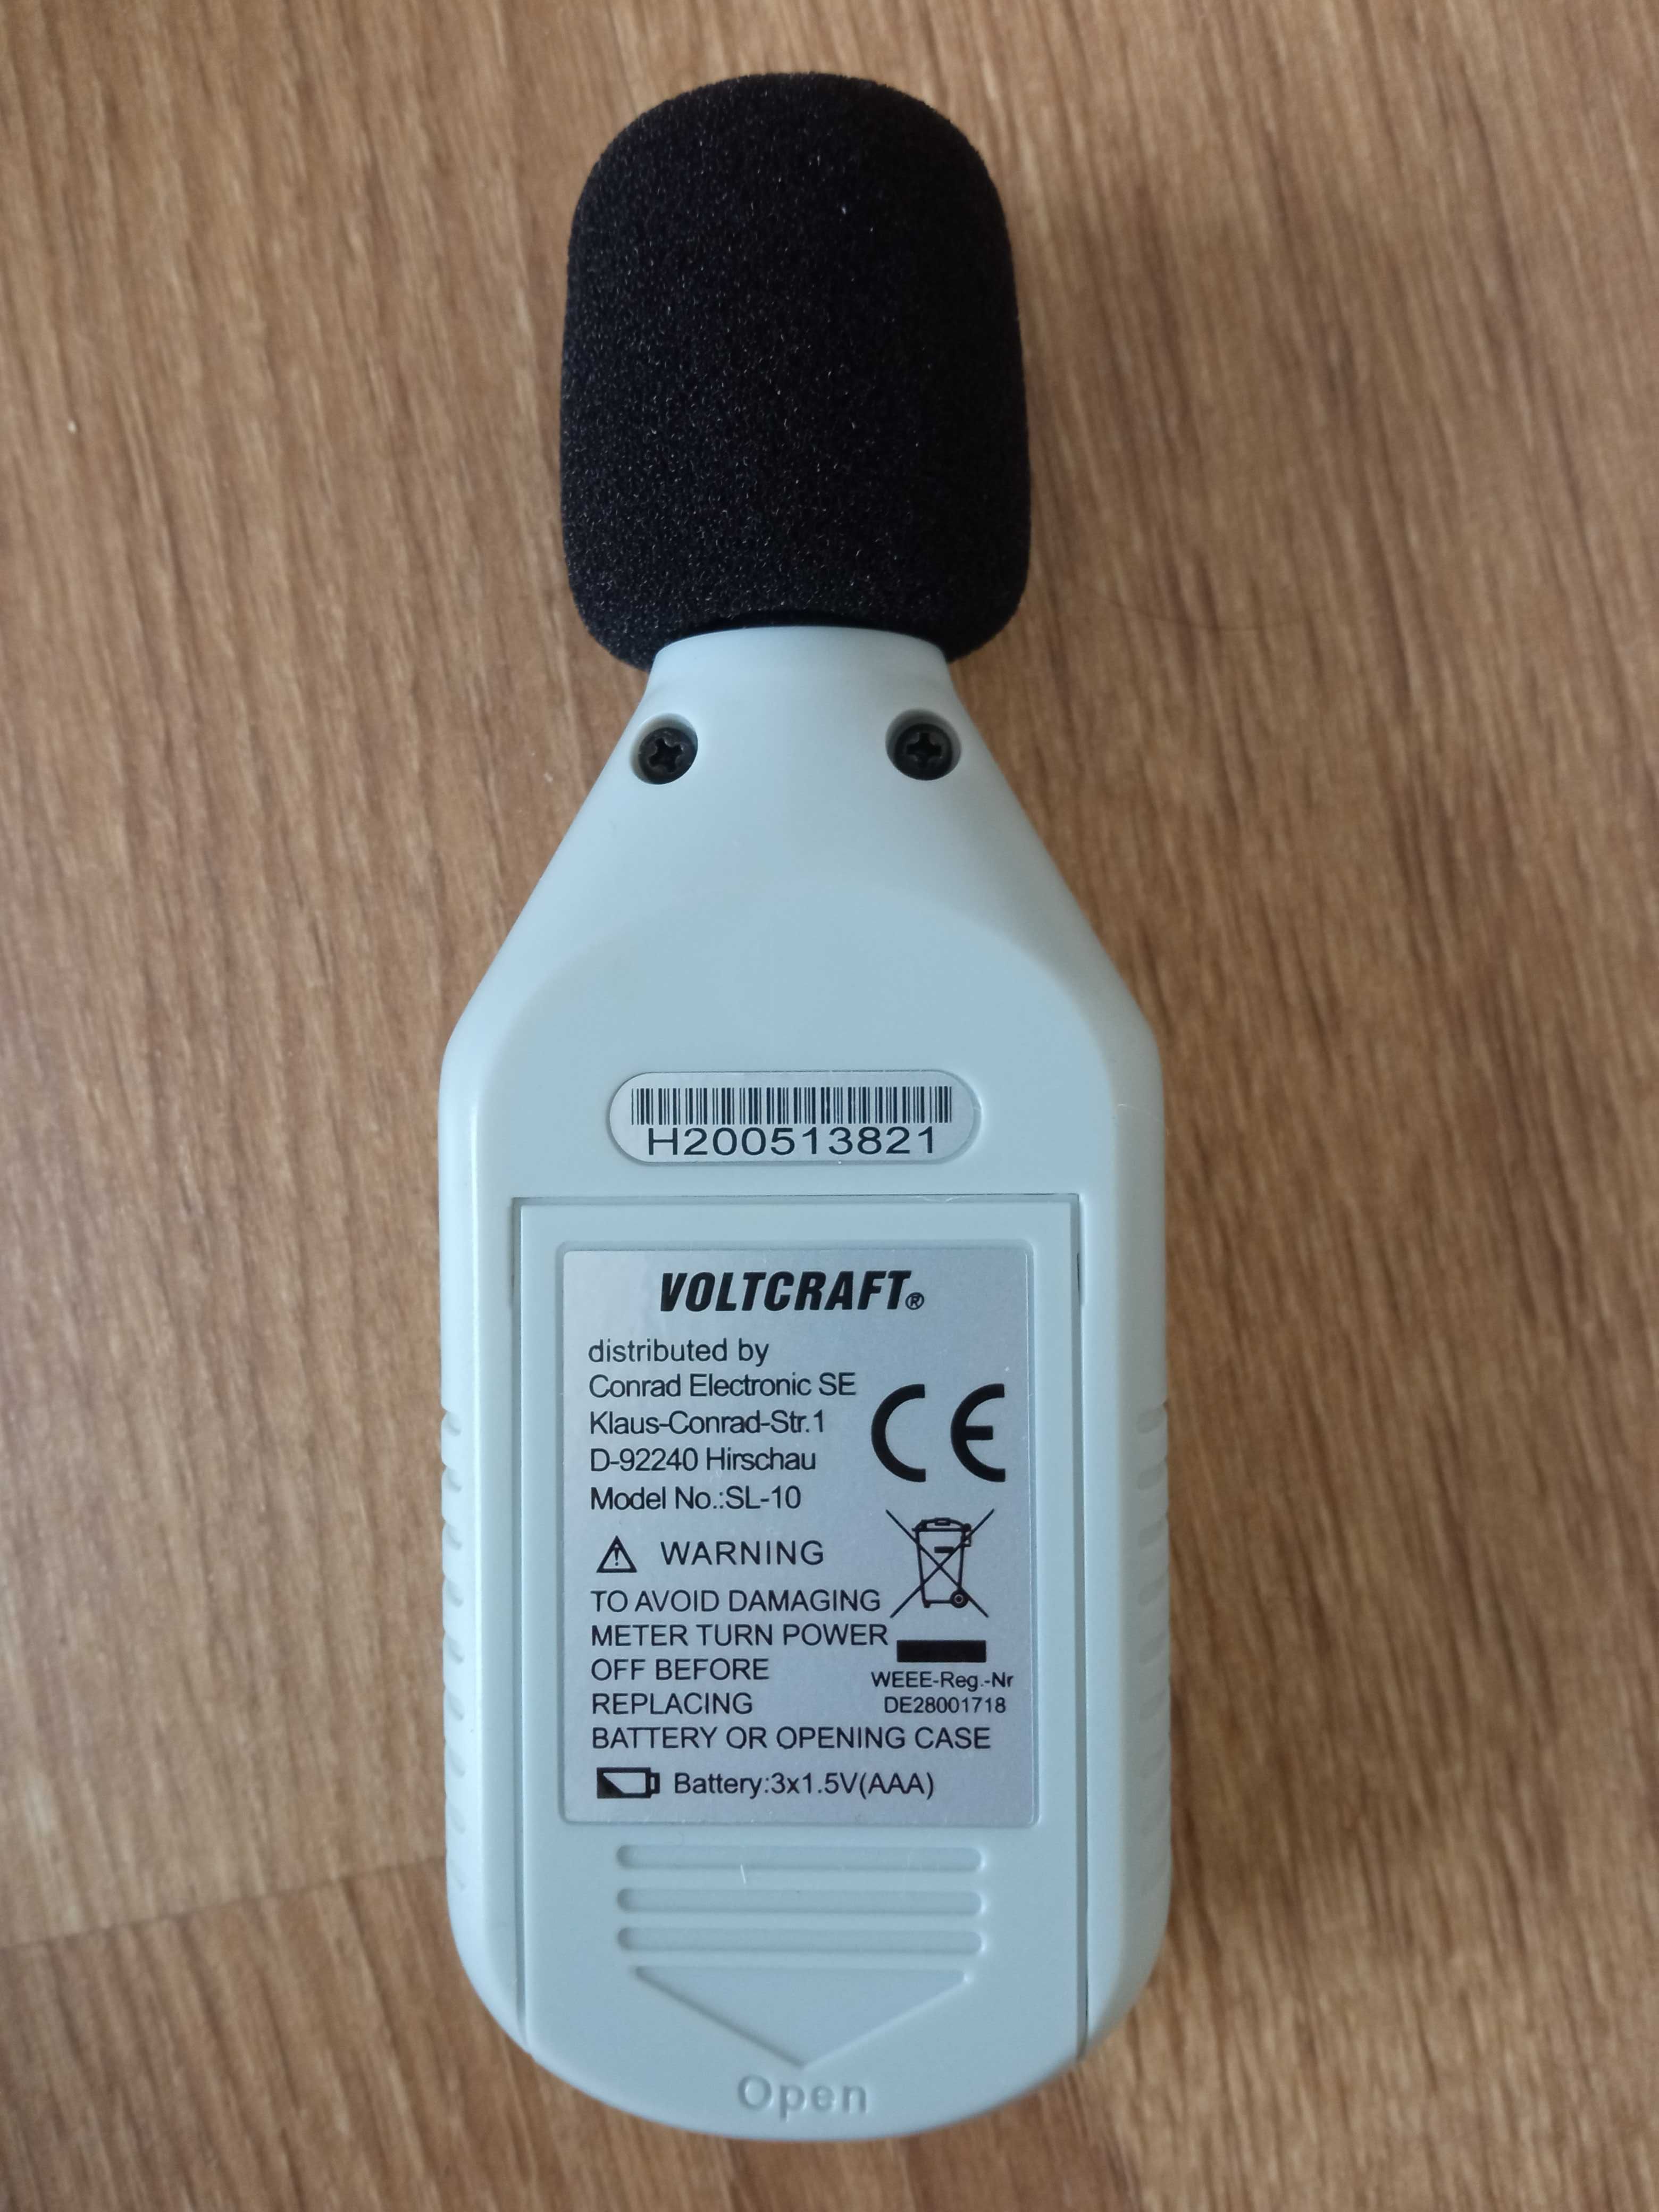 H200513821
VOLTCRAFT®
distributed by
Conrad Electronic SE
Klaus-Conrad-Str.1
D-92240 Hirschau
Model No.:SL-10
CE
WARNING
TO AVOID DAMAGING
METER TURN POWER
OFF BEFORE
REPLACING
BATTERY OR OPENING CASE
WEEE-Reg.-Nr
DE28001718
Battery:3x1.5V(AAA)
Open